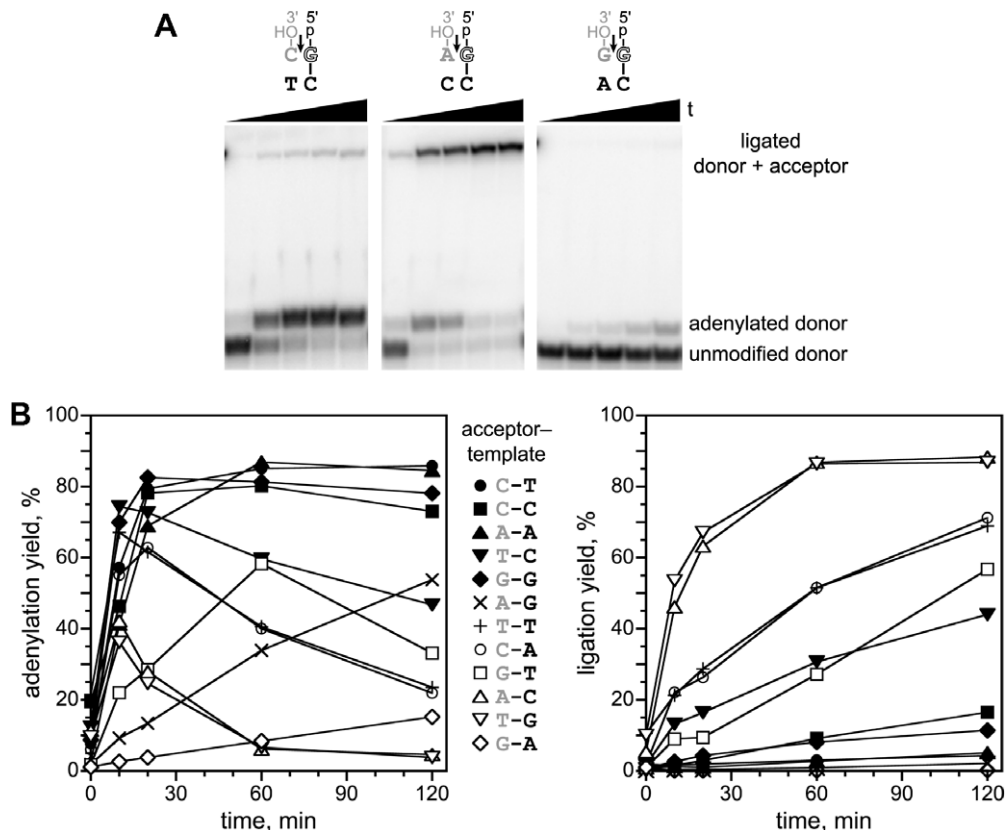 A
3' 5'
HO p
C G
T C
3' 5'
HO p
A G
C C
3' 5'
HO p
G G
A C
t
ligated
donor + acceptor
adenylated donor
unmodified donor
B
adenylation yield, %
100
80
60
40
20
0
0 30 60 90 120
time, min
acceptor–
template
C–T
C–C
A–A
T–C
G–G
A–G
T–T
C–A
G–T
A–C
T–G
G–A
ligation yield, %
100
80
60
40
20
0
0 30 60 90 120
time, min